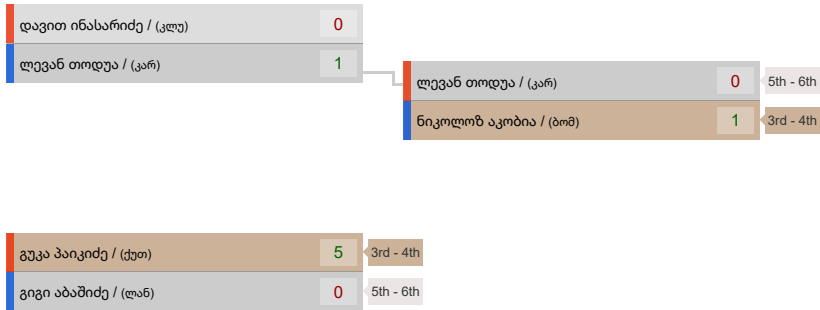 დავით ინასარიძე / (კლუ) 0
ლევან თოდუა / (კარ) 1
ლევან თოდუა / (კარ) 0 5th - 6th
ნიკოლოზ აკობია / (ბომ) 1 3rd - 4th
გუკა პაიკიძე / (ქუთ) 5 3rd - 4th
გიგი აბაშიძე / (ლან) 0 5th - 6th